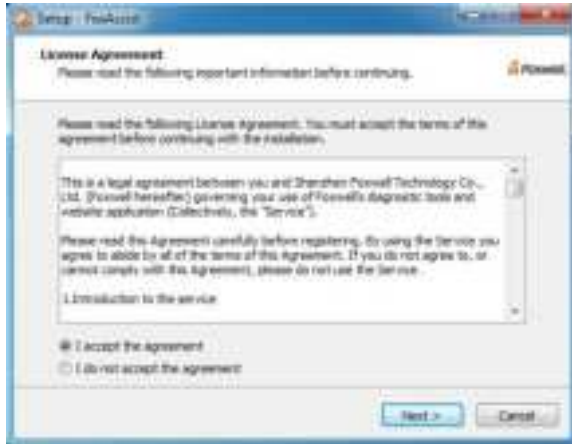 Setup - FoxAssist
License Agreement
Please read the following important information before continuing.
Foxwell
Please read the following License Agreement. You must accept the terms of this
agreement before continuing with the installation.
This is a legal agreement between you and Shenzhen Foxwell Technology Co.,
Ltd. (Foxwell hereafter) governing your use of Foxwell's diagnostic tools and
website application (Collectively, the "Service").
Please read this Agreement carefully before registering. By using the Service you
agree to abide by all of the terms of this Agreement. If you do not agree to, or
cannot comply with this Agreement, please do not use the Service.
1.Introduction to the service
I accept the agreement
I do not accept the agreement
Next >
Cancel